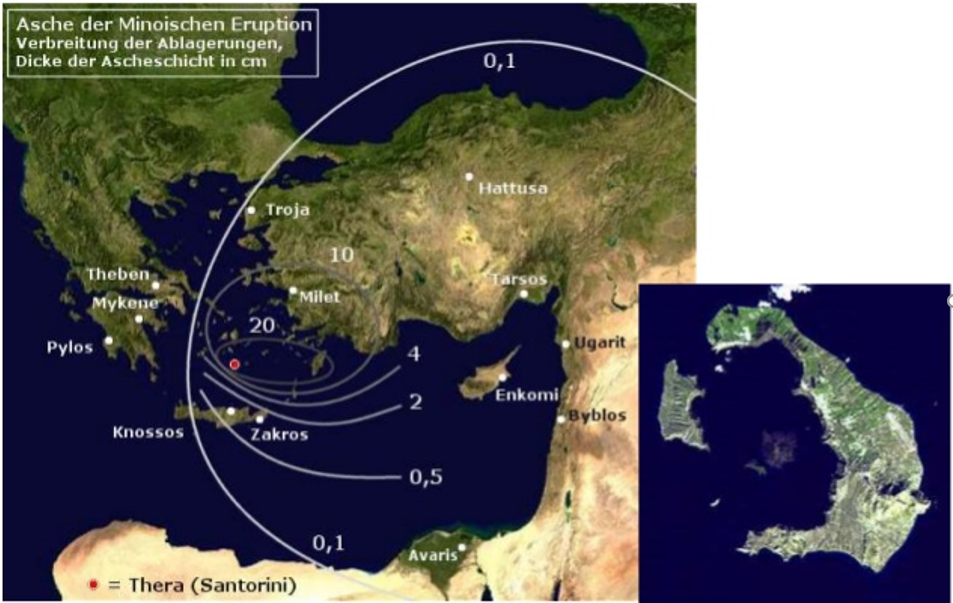 Asche der Minoischen Eruption
Verbreitung der Ablagerungen,
Dicke der Ascheschicht in cm
0,1
Hattusa
Troja
10
Theben
Tarsos
Milet
Mykene
20
Pylos
4
Ugarit
2
Enkomi
Byblos
Knossos
Zakros
0,5
0,1
Avaris
= Thera (Santorini)